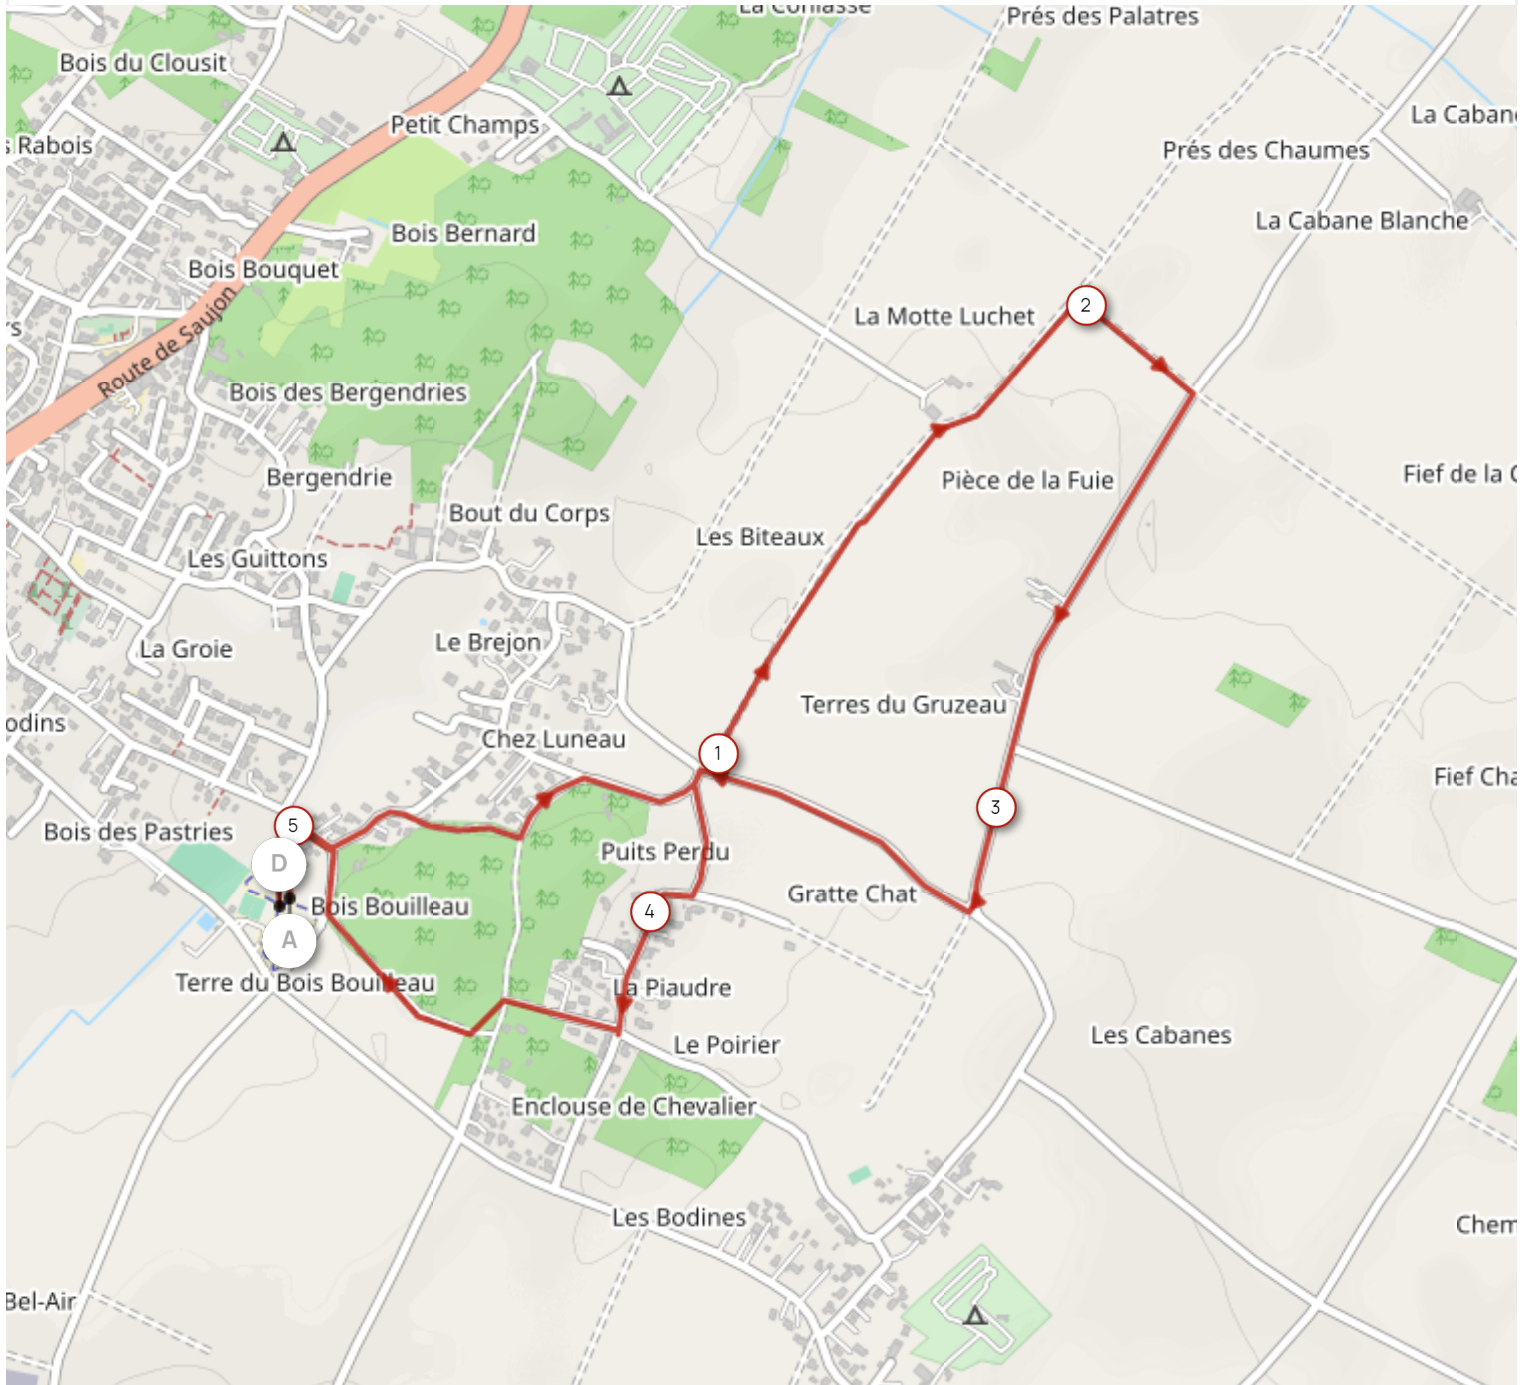 La Conlasse
Prés des Palatres
Bois du Clousit
La Caban
Petit Champs
s Rabois
Prés des Chaumes
La Cabane Blanche
Bois Bernard
Bois Bouquet
2
La Motte Luchet
rs
Route de Saujon
Bois des Bergendries
Bergendrie
Pièce de la Fuie
Fief de la C
Bout du Corps
Les Biteaux
Les Guittons
Le Brejon
La Groie
Terres du Gruzeau
odins
Chez Luneau
1
Fief Cha
3
5
Bois des Pastries
Puits Perdu
D
Gratte Chat
Bois Bouilleau
4
A
Terre du Bois Bouilleau
La Piaudre
Les Cabanes
Le Poirier
Enclouse de Chevalier
Les Bodines
Chem
Bel-Air